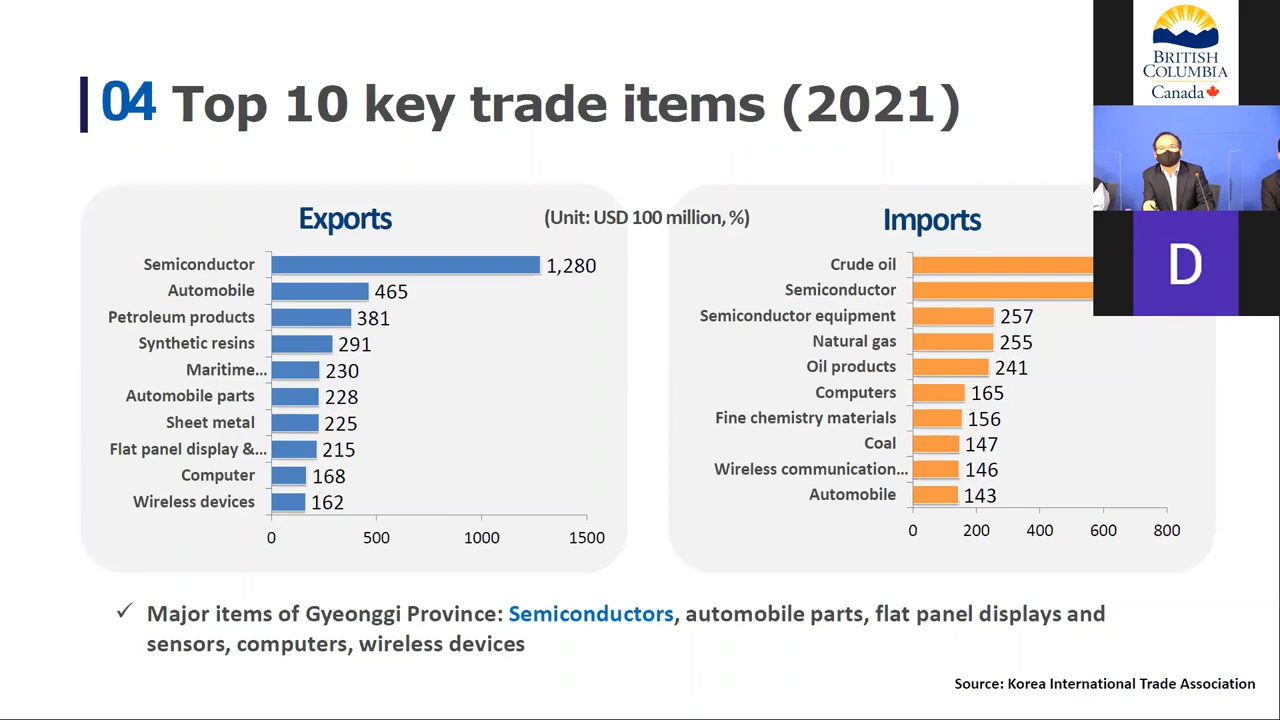 04 Top 10 key trade items (2021)
BRITISH
COLUMBIA
Canada
D
Exports
(Unit: USD 100 million, %)
Imports
Semiconductor 1,280
Automobile 465
Petroleum products 381
Synthetic resins 291
Maritime... 230
Automobile parts 228
Sheet metal 225
Flat panel display &... 215
Computer 168
Wireless devices 162
0 500 1000 1500
Crude oil
Semiconductor
Semiconductor equipment 257
Natural gas 255
Oil products 241
Computers 165
Fine chemistry materials 156
Coal 147
Wireless communication... 146
Automobile 143
0 200 400 600 800
✓ Major items of Gyeonggi Province: Semiconductors, automobile parts, flat panel displays and
sensors, computers, wireless devices
Source: Korea International Trade Association